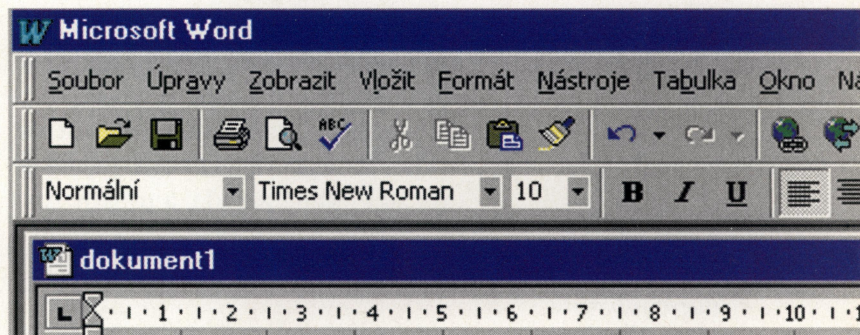 Microsoft Word
Soubor Úpravy Zobrazit Vložit Formát Nástroje Tabulka Okno
ABC
Normální Times New Roman 10 B I U
dokument1
1 2 3 4 5 6 7 8 9 10